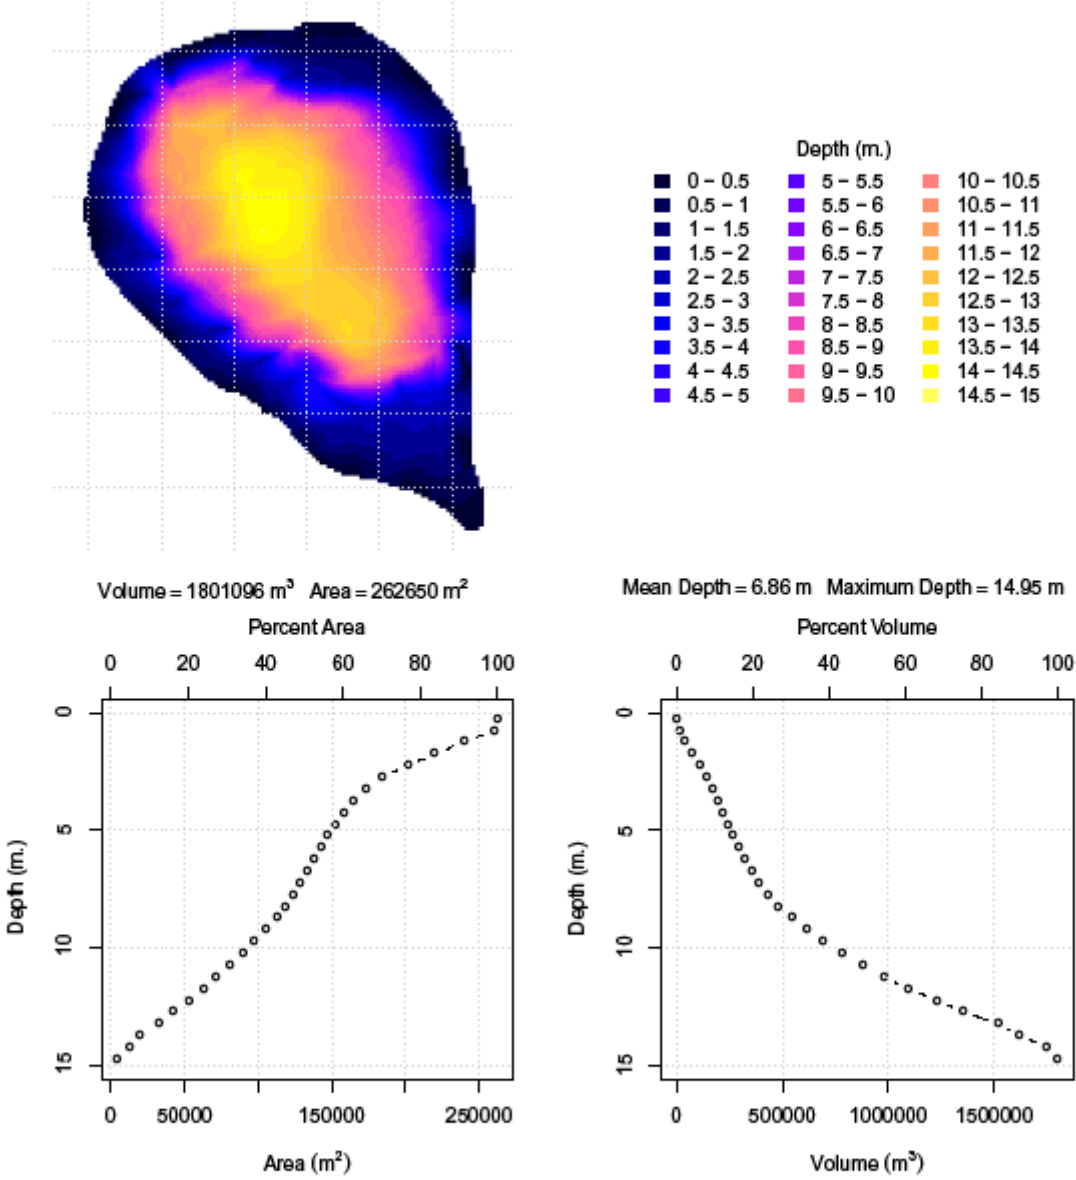 Depth (m.)
0 − 0.5 5 − 5.5 10 − 10.5
0.5 − 1 5.5 − 6 10.5 − 11
1 − 1.5 6 − 6.5 11 − 11.5
1.5 − 2 6.5 − 7 11.5 − 12
2 − 2.5 7 − 7.5 12 − 12.5
2.5 − 3 7.5 − 8 12.5 − 13
3 − 3.5 8 − 8.5 13 − 13.5
3.5 − 4 8.5 − 9 13.5 − 14
4 − 4.5 9 − 9.5 14 − 14.5
4.5 − 5 9.5 − 10 14.5 − 15
Volume = 1801096 m³ Area = 262650 m²
Percent Area
0 20 40 60 80 100
0
5
10
15
Depth (m.)
0 50000 150000 250000
Area (m²)
Mean Depth = 6.86 m Maximum Depth = 14.95 m
Percent Volume
0 20 40 60 80 100
0
5
10
15
Depth (m.)
0 500000 1000000 1500000
Volume (m³)